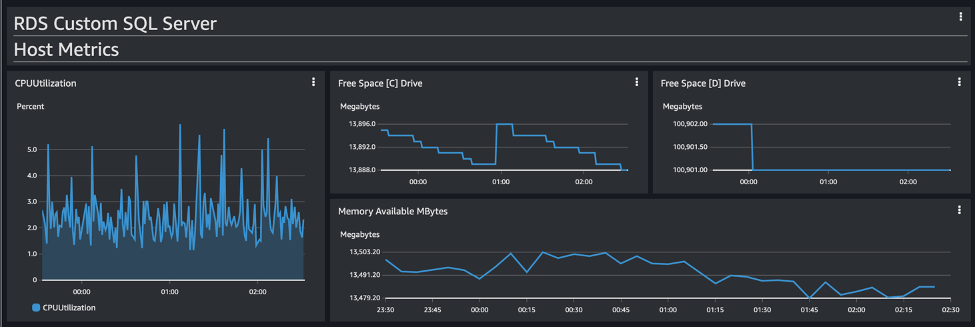 RDS Custom SQL Server
Host Metrics
CPUUtilization
Percent
5.0
4.0
3.0
2.0
1.0
0
00:00 01:00 02:00
CPUUtilization
Free Space [C] Drive
Megabytes
13,896.0
13,892.0
13,888.0
00:00 01:00 02:00
Free Space [D] Drive
Megabytes
100,902.00
100,901.50
100,901.00
00:00 01:00 02:00
Memory Available MBytes
Megabytes
13,503.20
13,491.20
13,479.20
23:30 23:45 00:00 00:15 00:30 00:45 01:00 01:15 01:30 01:45 02:00 02:15 02:30